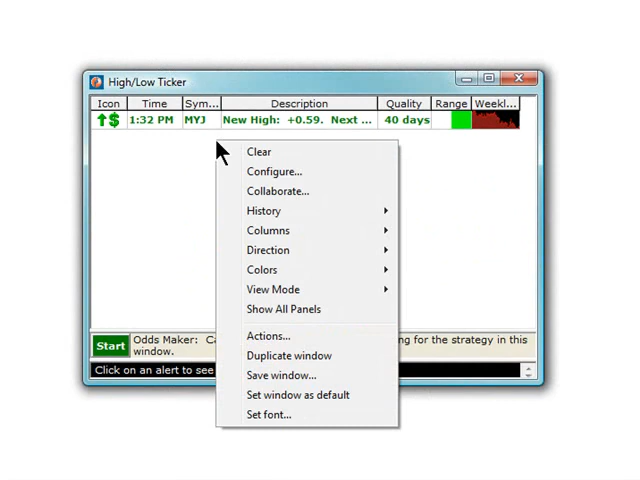 High/Low Ticker
Icon Time Sym... Description Quality Range Weekl...
$ 1:32 PM MYJ New High: +0.59. Next ... 40 days
Clear
Configure...
Collaborate...
History
Columns
Direction
Colors
View Mode
Show All Panels
Actions...
Duplicate window
Save window...
Set window as default
Set font...
Start
Odds Maker: for the strategy in this
window.
Click on an alert to see